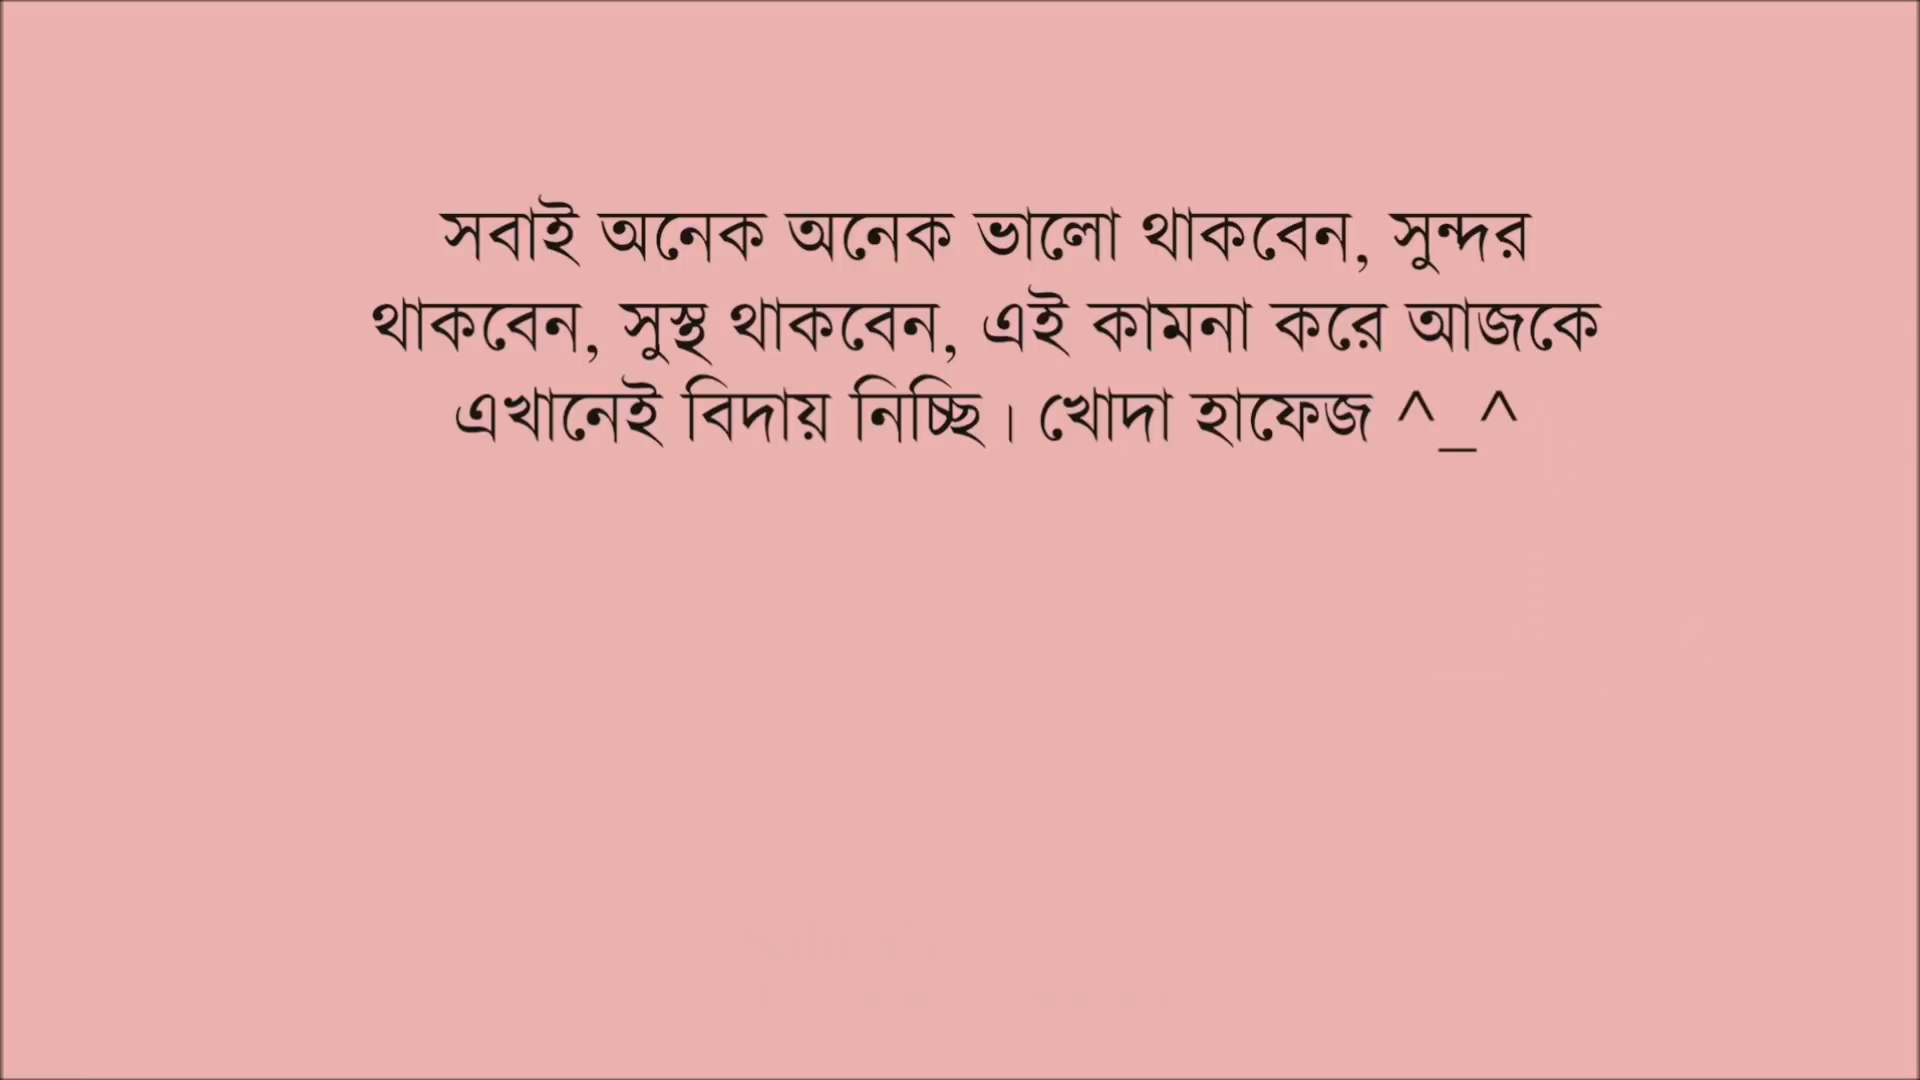 সবাই অনেক অনেক ভালো থাকবেন, সুন্দর
থাকবেন, সুস্থ থাকবেন, এই কামনা করে আজকে
এখানেই বিদায় নিচ্ছি। খোদা হাফেজ ^_^